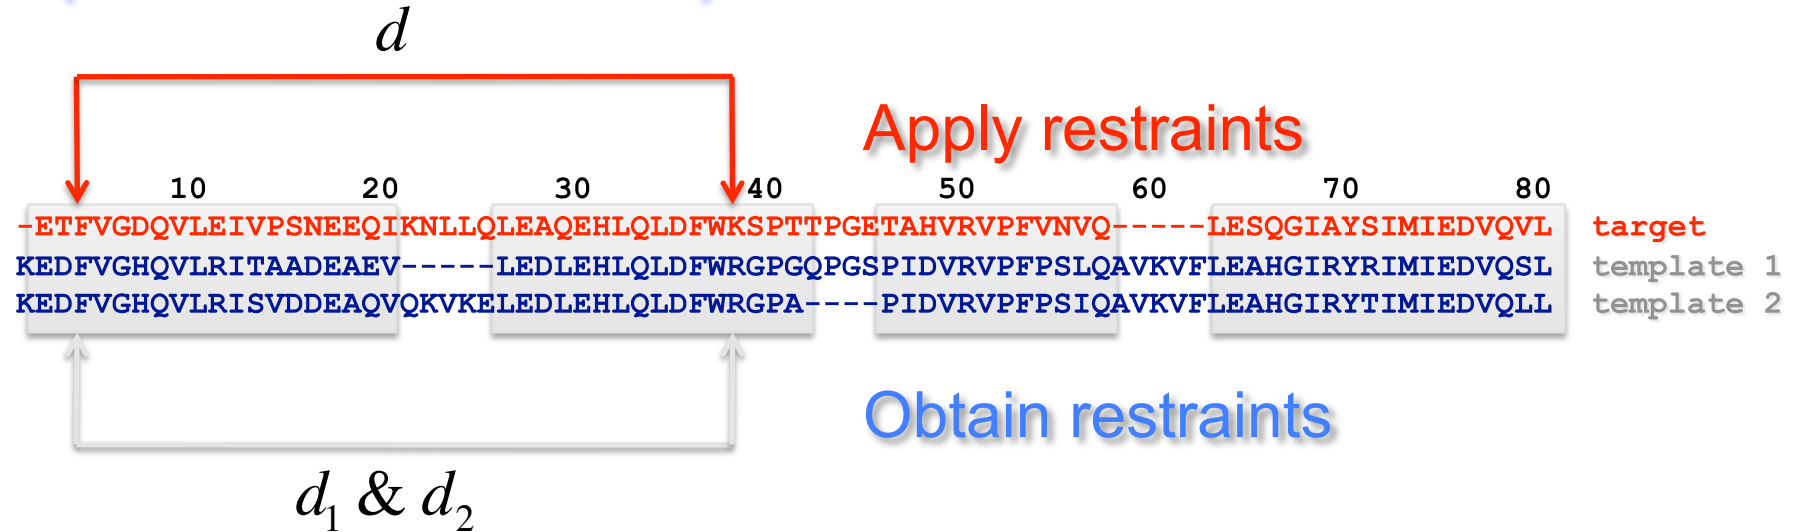 d
Apply restraints
10 20 30 40 50 60 70 80
-ETFVGDQVLEIVPSNEEQIKNLLQLEAQEHLQLDFWKSPTTPGETAHVRVPFVNVQ-----LESQGIAYSIMIEDVQVL target
KEDFVGHQVLRITAADEAEV-----LEDLEHLQLDFWRGPGQPGSPIDVRVPFPSLQAVKVFLEAHGIRYRIMIEDVQSL template 1
KEDFVGHQVLRISVDDEAQVQKVKELEDLEHLQLDFWRGPA----PIDVRVPFPSIQAVKVFLEAHGIRYTIMIEDVQLL template 2
Obtain restraints
d₁ & d₂